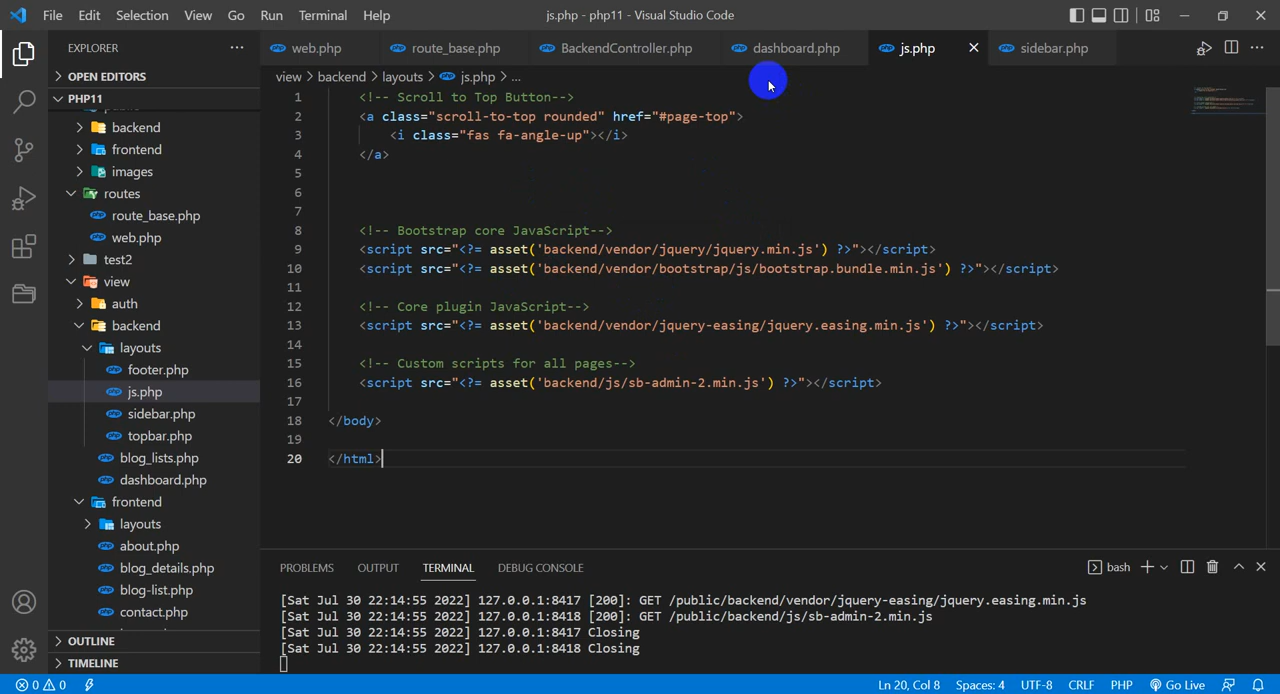 File Edit Selection View Go Run Terminal Help js.php - php11 - Visual Studio Code
EXPLORER
OPEN EDITORS
PHP11
backend
frontend
images
routes
route_base.php
web.php
test2
view
auth
backend
layouts
footer.php
js.php
sidebar.php
topbar.php
blog_lists.php
dashboard.php
frontend
layouts
about.php
blog_details.php
blog-list.php
contact.php
OUTLINE
TIMELINE
web.php route_base.php BackendController.php dashboard.php js.php sidebar.php
view > backend > layouts > js.php > ...
1 <!-- Scroll to Top Button-->
2 <a class="scroll-to-top rounded" href="#page-top">
3 <i class="fas fa-angle-up"></i>
4 </a>
5
6
7
8 <!-- Bootstrap core JavaScript-->
9 <script src="<?= asset('backend/vendor/jquery/jquery.min.js') ?>"></script>
10 <script src="<?= asset('backend/vendor/bootstrap/js/bootstrap.bundle.min.js') ?>"></script>
11
12 <!-- Core plugin JavaScript-->
13 <script src="<?= asset('backend/vendor/jquery-easing/jquery.easing.min.js') ?>"></script>
14
15 <!-- Custom scripts for all pages-->
16 <script src="<?= asset('backend/js/sb-admin-2.min.js') ?>"></script>
17
18 </body>
19
20 </html>
PROBLEMS OUTPUT TERMINAL DEBUG CONSOLE bash
[Sat Jul 30 22:14:55 2022] 127.0.0.1:8417 [200]: GET /public/backend/vendor/jquery-easing/jquery.easing.min.js
[Sat Jul 30 22:14:55 2022] 127.0.0.1:8418 [200]: GET /public/backend/js/sb-admin-2.min.js
[Sat Jul 30 22:14:55 2022] 127.0.0.1:8417 Closing
[Sat Jul 30 22:14:55 2022] 127.0.0.1:8418 Closing
0 0 Ln 20, Col 8 Spaces: 4 UTF-8 CRLF PHP Go Live